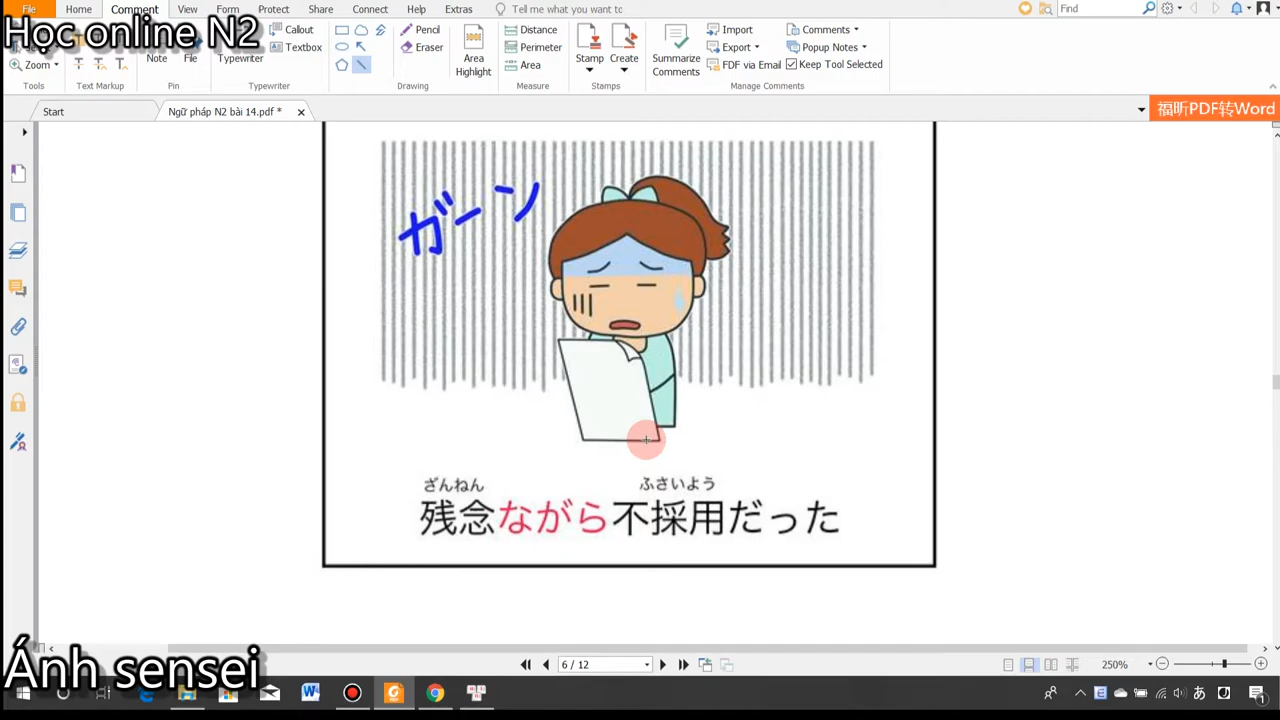 File Home Comment View Form Protect Share Connect Help Extras Tell me what you want tc Find
Học online N2
Zoom
Note File Typewriter
Callout
Textbox
Pencil
Eraser
Area Highlight
Distance
Perimeter
Area
Stamp Create
Summarize Comments
Import
Export
FDF via Email
Comments
Popup Notes
Keep Tool Selected
Tools Text Markup Pin Typewriter Drawing Measure Stamps Manage Comments
Start Ngữ pháp N2 bài 14.pdf * 福昕PDF转Word
ガーン
ざんねん ふさいよう
残念ながら不採用だった
Ánh sensei
6 / 12 250%
あ